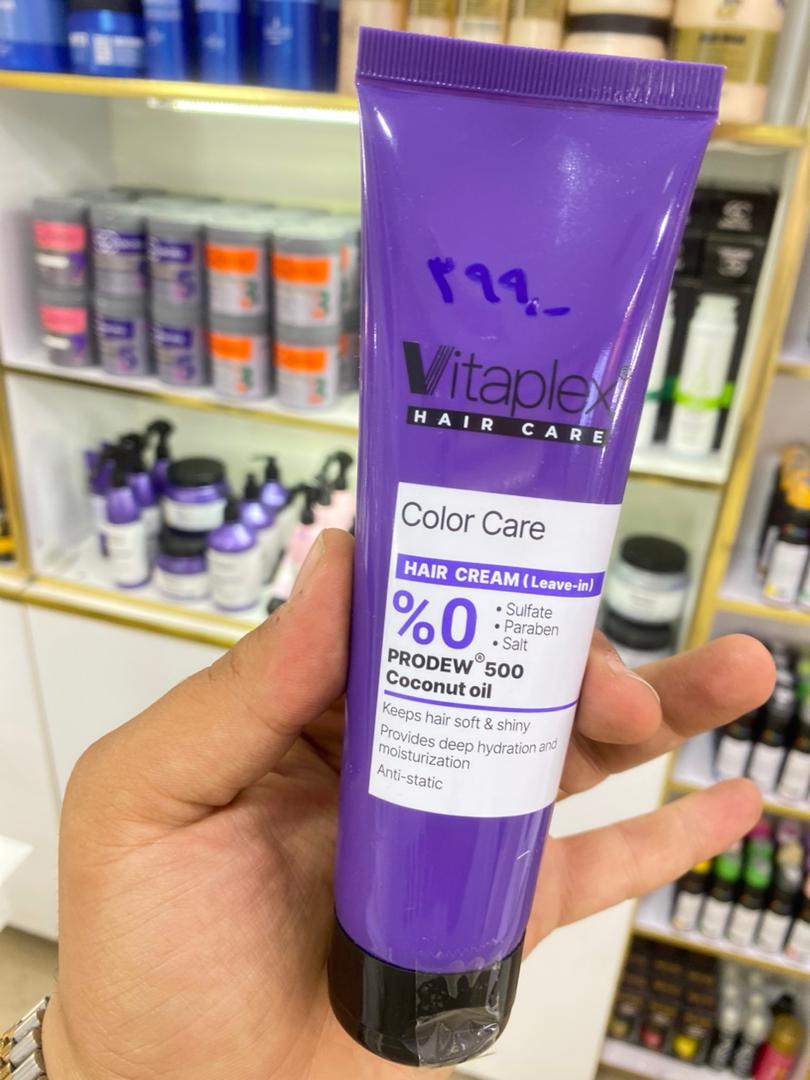 ۳۹۹,-
Vitaplex®
HAIR CARE
Color Care
HAIR CREAM (Leave-in)
%0
• Sulfate
• Paraben
• Salt
PRODEW®500
Coconut oil
Keeps hair soft & shiny
Provides deep hydration and
moisturization
Anti-static